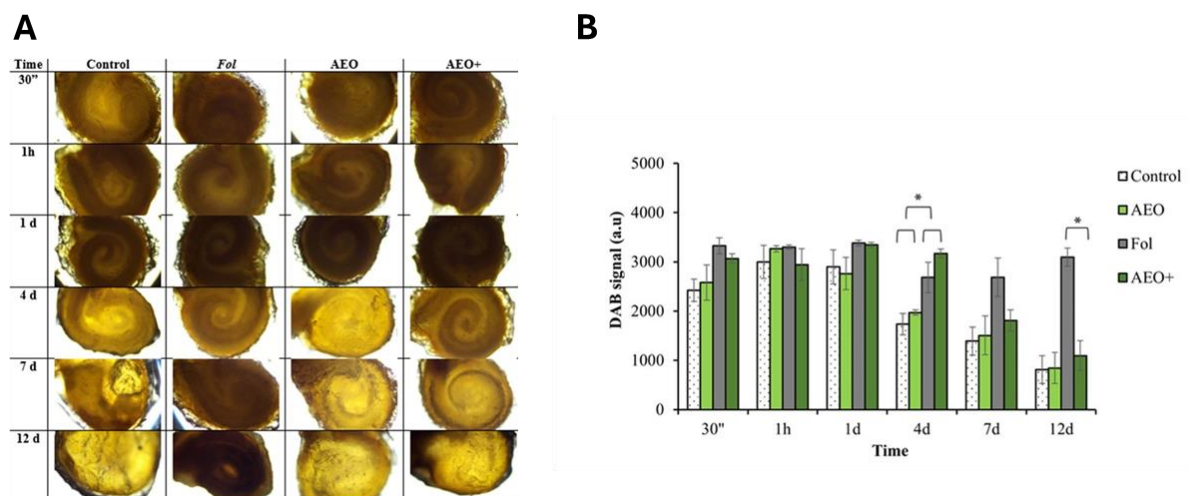 A
B
Time Control Fol AEO AEO+
30”
1h
1 d
4 d
7 d
12 d
5000
4000
3000
2000
1000
0
DAB signal (a.u)
*
*
30" 1h 1d 4d 7d 12d
Time
Control
AEO
Fol
AEO+